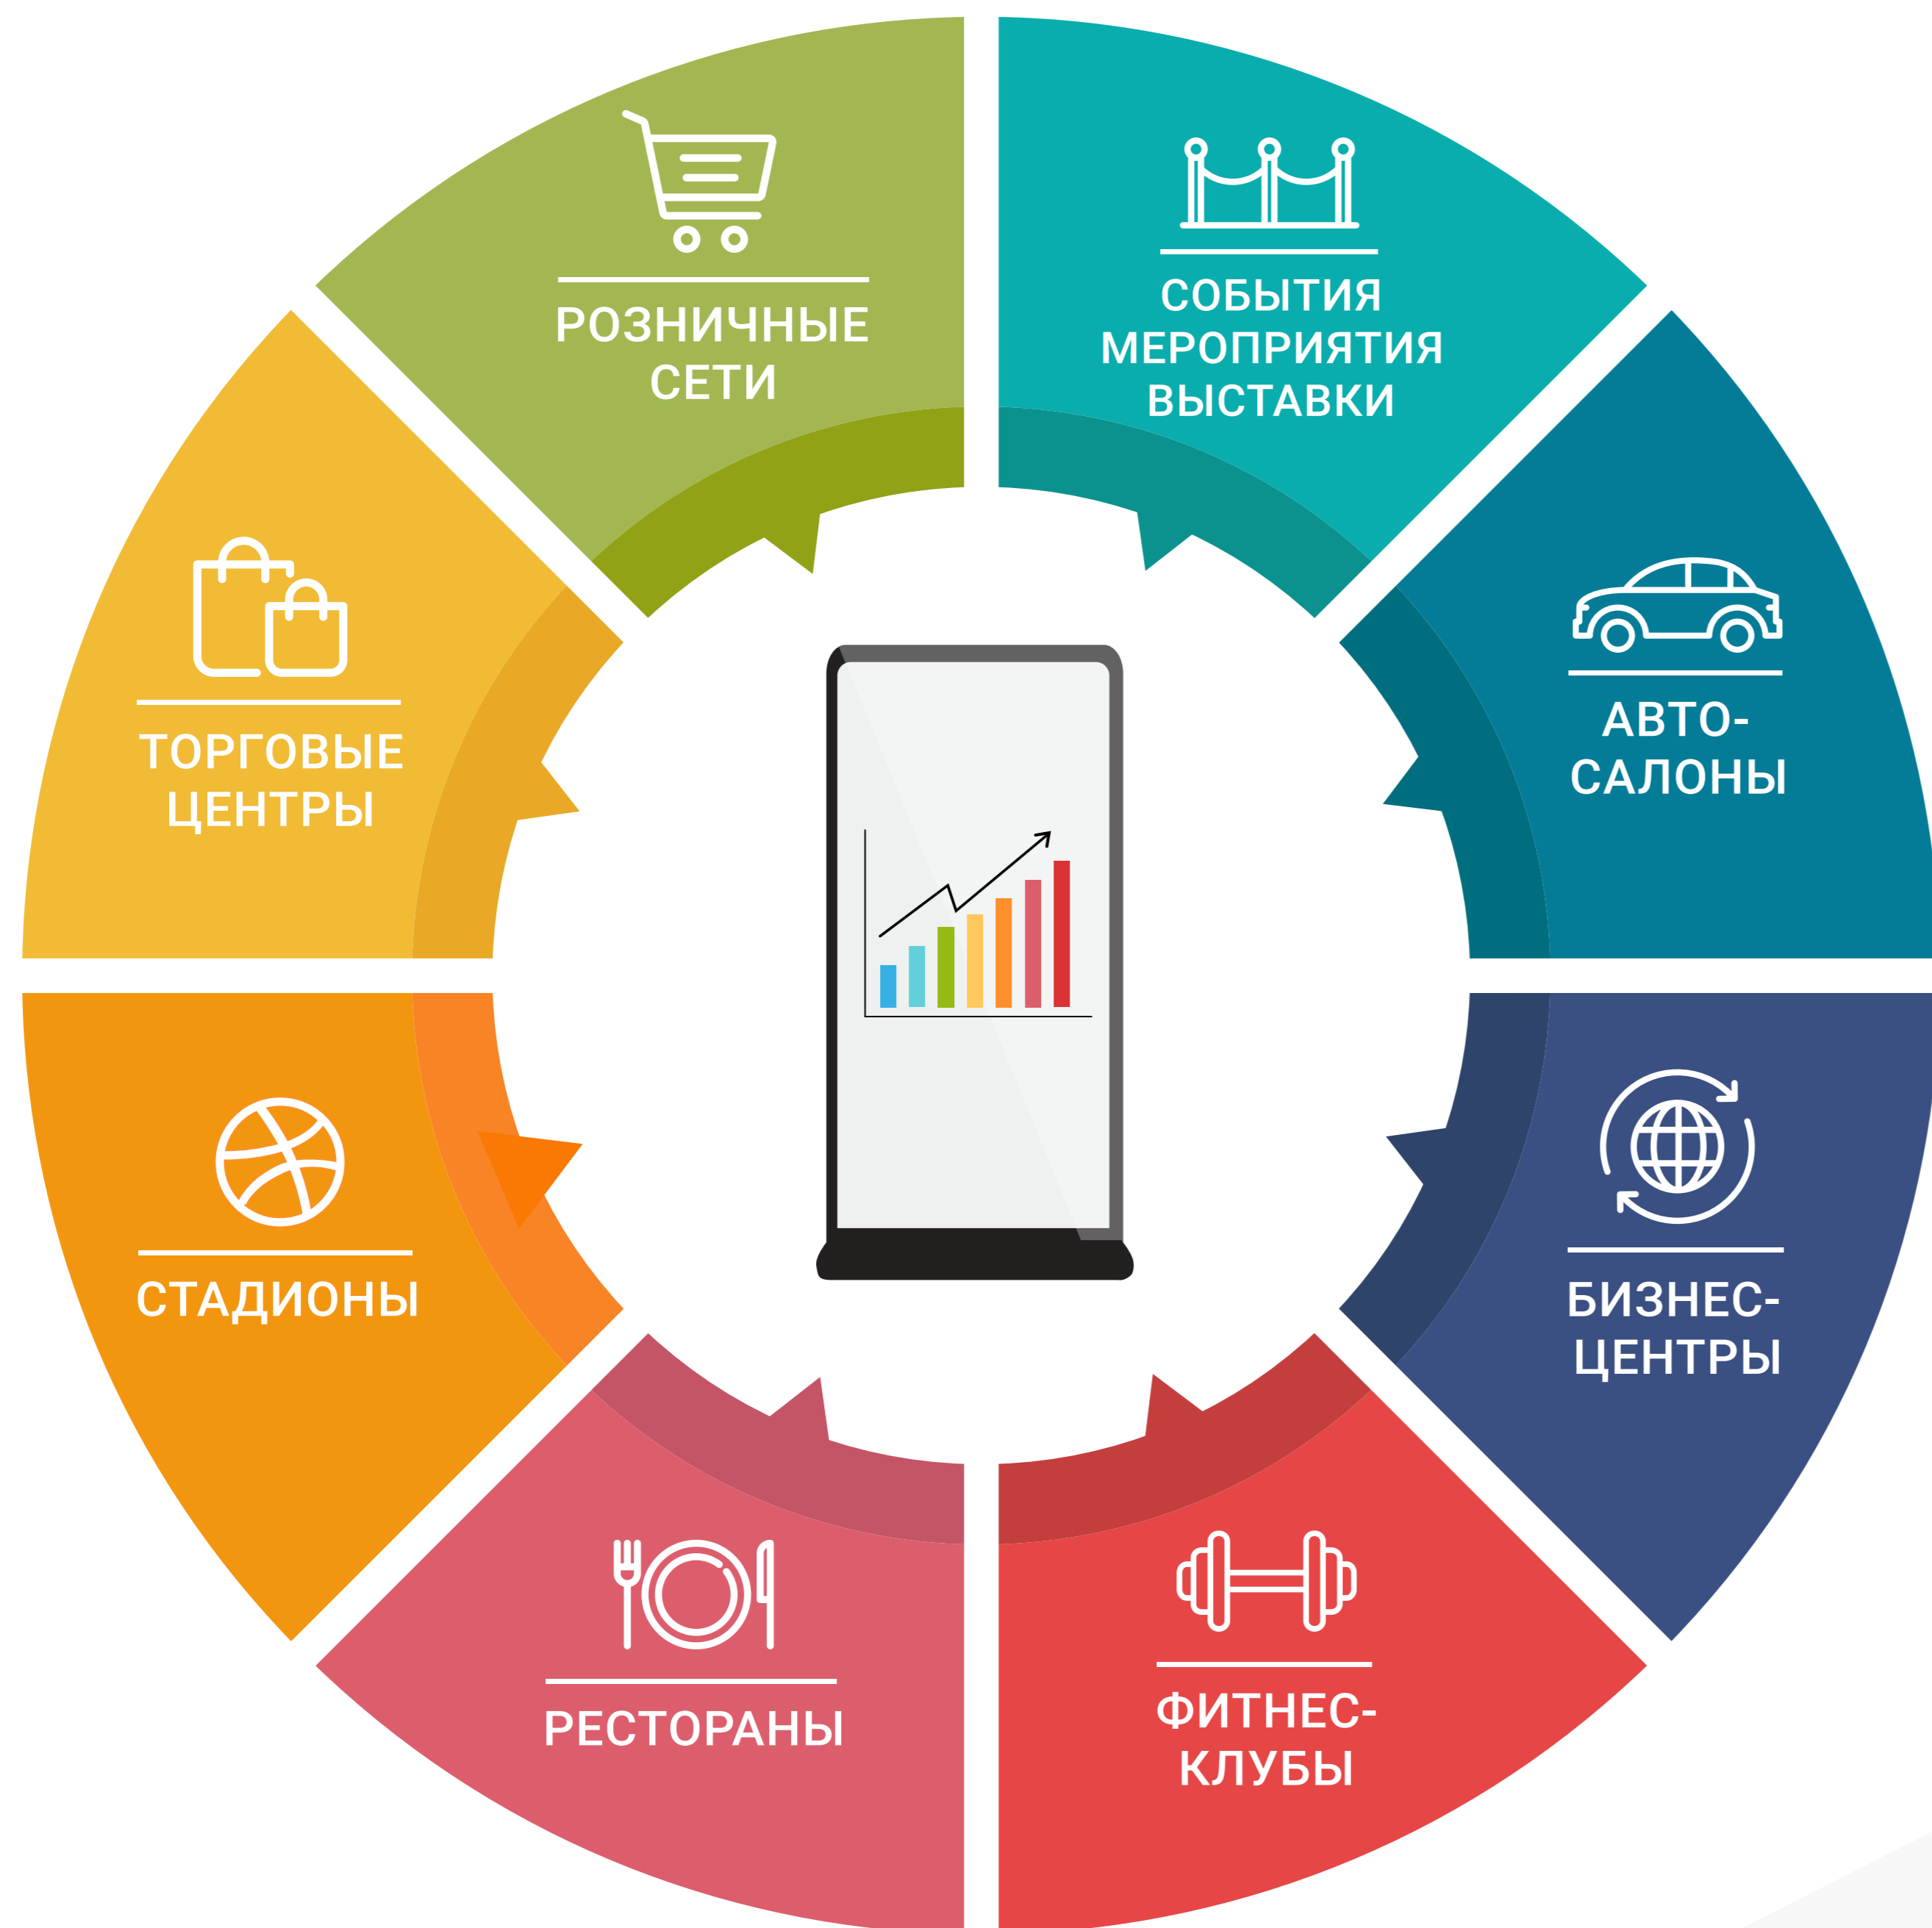 РОЗНИЧНЫЕ
СЕТИ
СОБЫТИЯ
МЕРОПРИЯТИЯ
ВЫСТАВКИ
АВТО-
САЛОНЫ
БИЗНЕС-
ЦЕНТРЫ
ФИТНЕС-
КЛУБЫ
РЕСТОРАНЫ
СТАДИОНЫ
ТОРГОВЫЕ
ЦЕНТРЫ